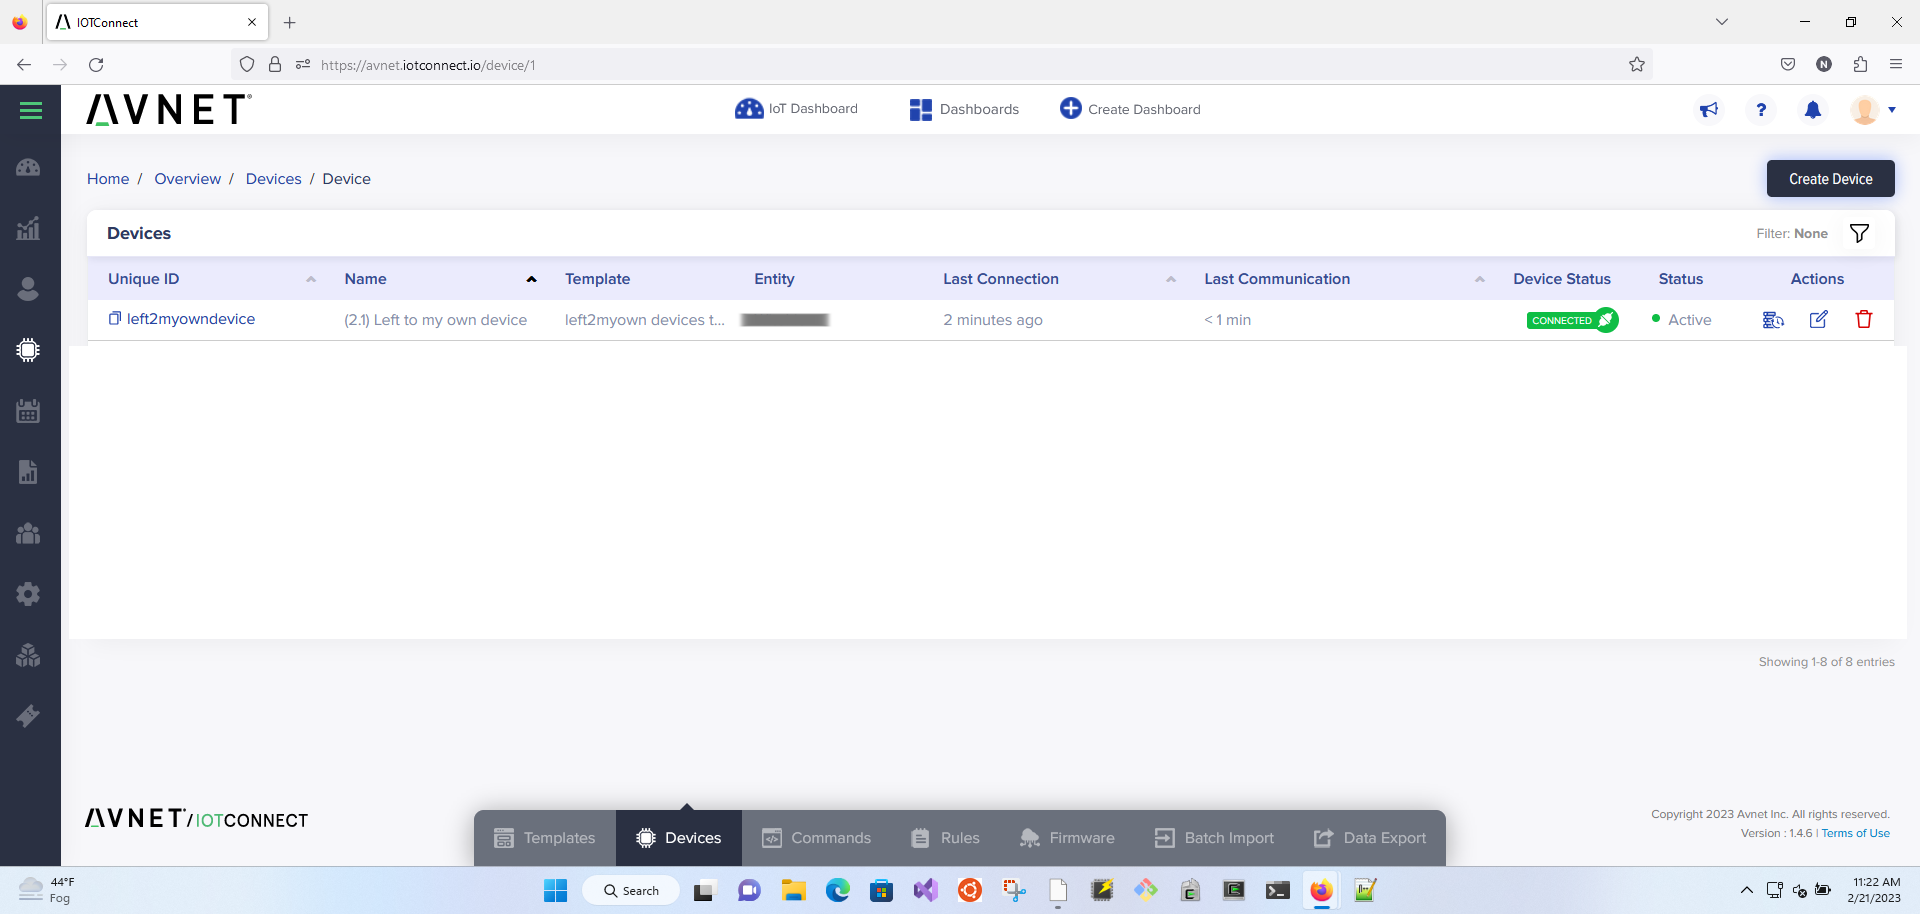 IOTConnect
https://avnet.iotconnect.io/device/1
N
AVNET®
IoT Dashboard
Dashboards
Create Dashboard
?
Home / Overview / Devices / Device
Create Device
Devices
Filter: None
Unique ID
Name
Template
Entity
Last Connection
Last Communication
Device Status
Status
Actions
left2myowndevice
(2.1) Left to my own device
left2myown devices t...
2 minutes ago
< 1 min
CONNECTED
Active
Showing 1-8 of 8 entries
AVNET®/IOTCONNECT
Templates
Devices
Commands
Rules
Firmware
Batch Import
Data Export
Copyright 2023 Avnet Inc. All rights reserved.
Version : 1.4.6 | Terms of Use
44°F
Fog
Search
11:22 AM
2/21/2023